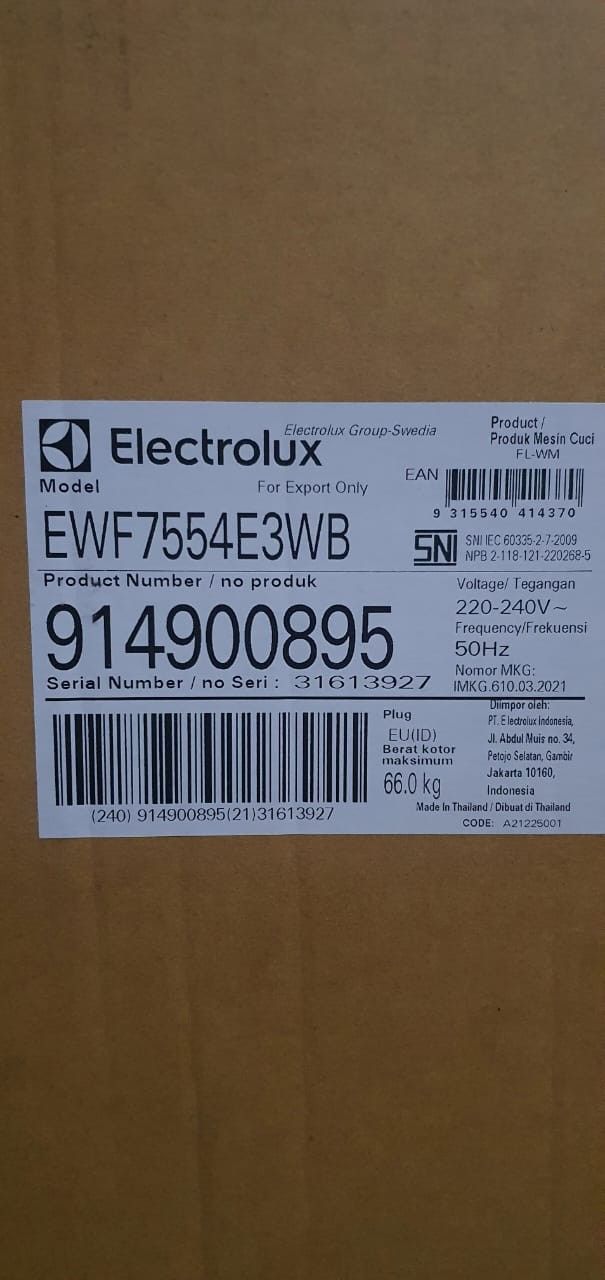 Electrolux
Electrolux Group-Swedia
Product /
Produk Mesin Cuci
FL-WM
Model
For Export Only
EAN
9 315540 414370
EWF7554E3WB
SNI
SNI IEC 60335-2-7-2009
NPB 2-118-121-220268-5
Product Number / no produk
914900895
Serial Number / no Seri : 31613927
Voltage/ Tegangan
220-240V~
Frequency/Frekuensi
50Hz
Nomor MKG:
IMKG.610.03.2021
(240) 914900895(21)31613927
Plug
EU(ID)
Berat kotor
maksimum
66.0 kg
Diimpor oleh:
PT. Electrolux Indonesia,
Jl. Abdul Muis no. 34,
Petojo Selatan, Gambir
Jakarta 10160,
Indonesia
Made In Thailand / Dibuat di Thailand
CODE: A21225001